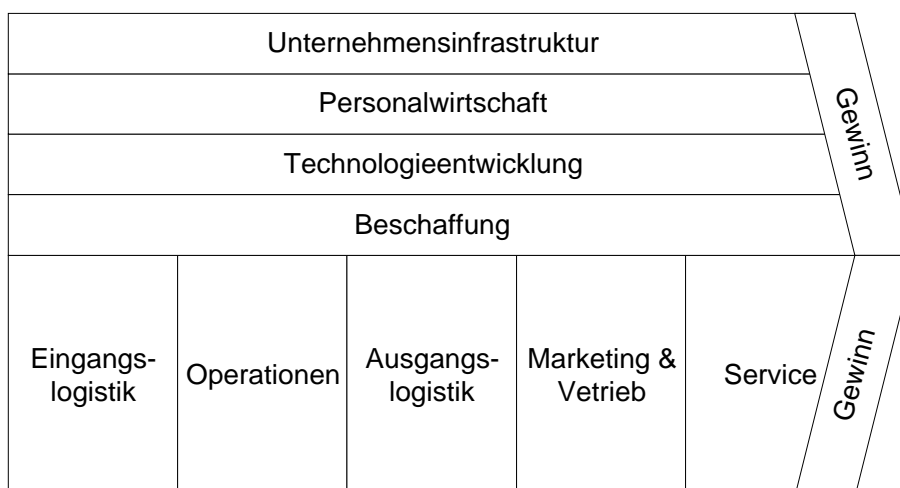 Unternehmensinfrastruktur
Personalwirtschaft
Technologieentwicklung
Beschaffung
Gewinn
Eingangs-
logistik
Operationen
Ausgangs-
logistik
Marketing &
Vetrieb
Service
Gewinn